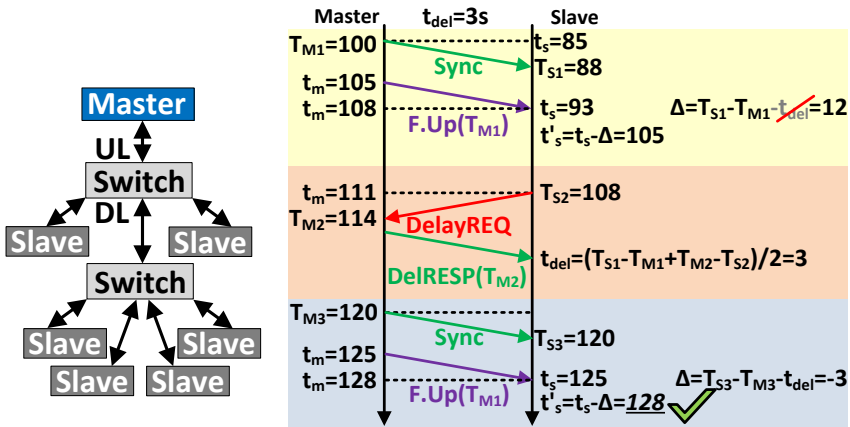 Master
UL
Switch
DL
Slave
Slave
Switch
Slave
Slave
Slave
Slave
Master
t_del=3s
Slave
T_M1=100
t_s=85
Sync
T_S1=88
t_m=105
t_m=108
t_s=93
Δ=T_S1-T_M1-t_del=12
F.Up(T_M1)
t'_s=t_s-Δ=105
t_m=111
T_S2=108
T_M2=114
DelayREQ
t_del=(T_S1-T_M1+T_M2-T_S2)/2=3
DelRESP(T_M2)
T_M3=120
Sync
T_S3=120
t_m=125
t_m=128
t_s=125
Δ=T_S3-T_M3-t_del=-3
F.Up(T_M1)
t'_s=t_s-Δ=128